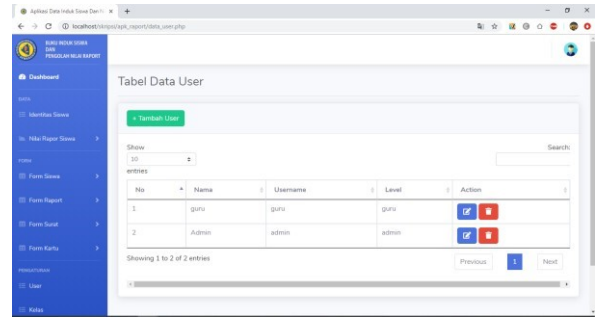 Aplikasi Data Induk Siswa Dan N
localhost/skripsi/apk_raport/data_user.php
BUKU INDUK SISWA
DAN
PENGOLAH NILAI RAPORT
Dashboard
DATA
Identitas Siswa
Nilai Rapor Siswa
FORM
Form Siswa
Form Raport
Form Surat
Form Kartu
PENGATURAN
User
Kelas
Tabel Data User
+ Tambah User
Show
10
entries
Search:
No Name Username Level Action
1 guru guru guru
2 Admin admin admin
Showing 1 to 2 of 2 entries
Previous 1 Next